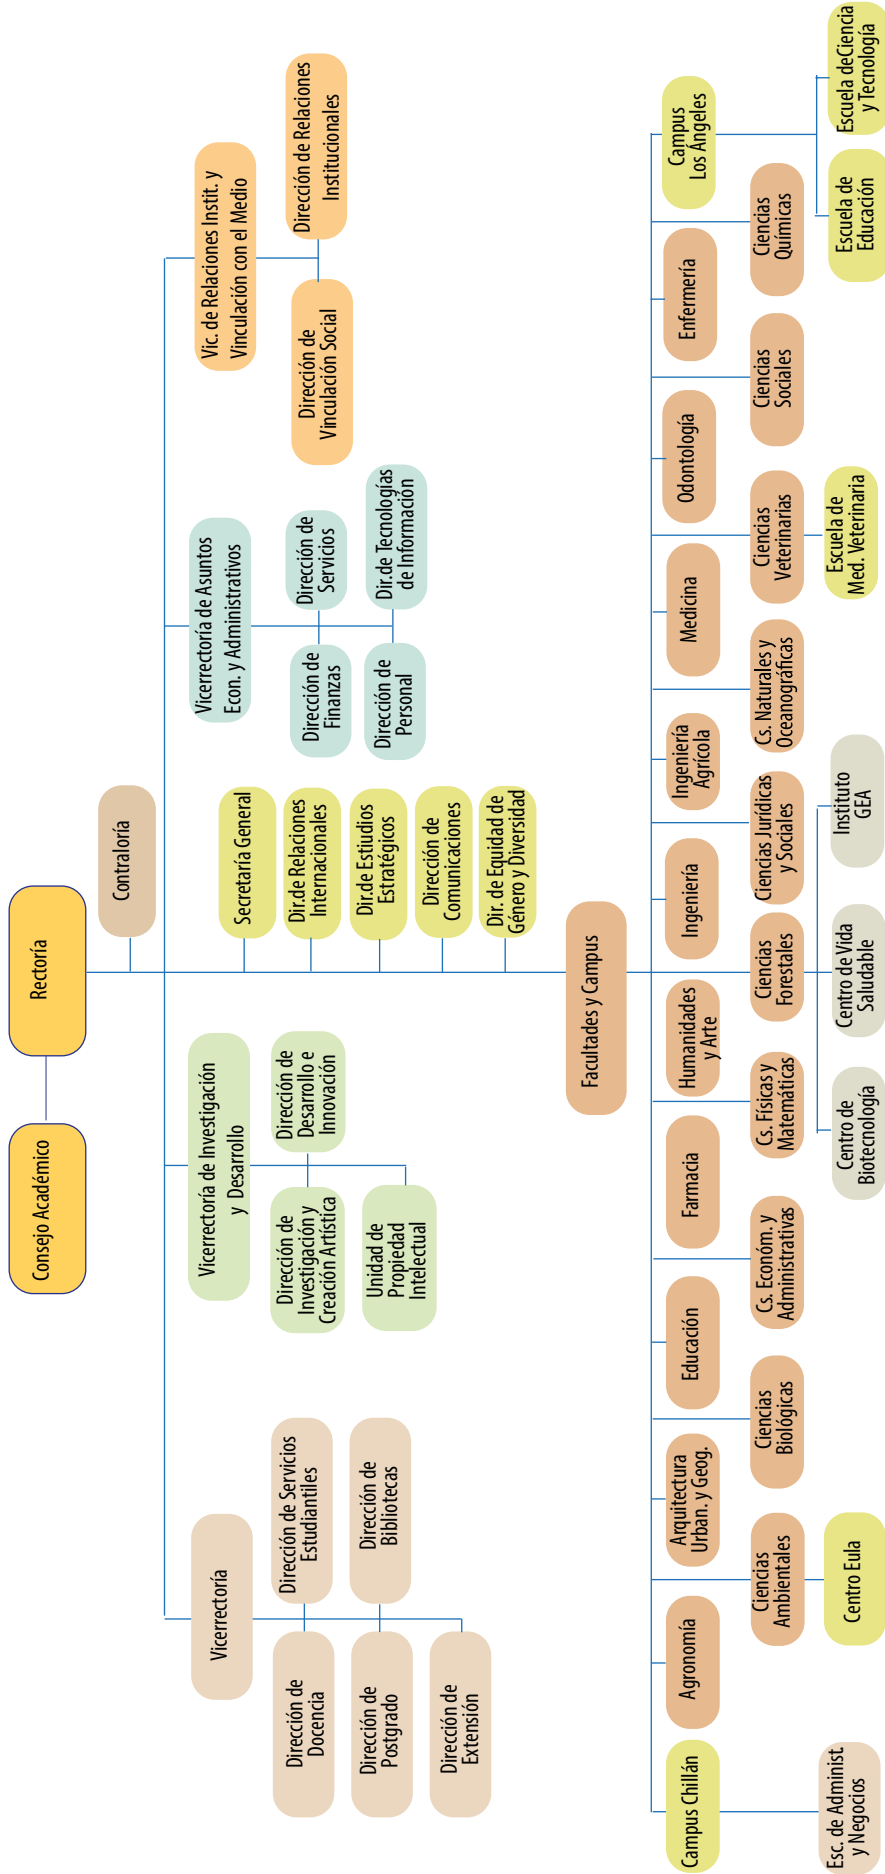 Consejo Académico
Rectoría
Contraloría
Vicerrectoría
Dirección de
Docencia
Dirección de Servicios
Estudiantiles
Dirección de
Postgrado
Dirección de
Bibliotecas
Dirección de
Extensión
Vicerrectoría de Investigación
y Desarrollo
Dirección de
Investigación y
Creación Artística
Dirección de
Desarrollo e
Innovación
Unidad de
Propiedad
Intelectual
Secretaría General
Dir.de Relaciones
Internacionales
Dir.de Estiudios
Estratégicos
Dirección de
Comunicaciones
Dir. de Equidad de
Género y Diversidad
Vicerrectoría de Asuntos
Econ. y Administrativos
Dirección de
Finanzas
Dirección de
Servicios
Dirección de
Personal
Dir.de Tecnologías
de Información
Vic. de Relaciones Instit. y
Vinculación con el Medio
Dirección de
Vinculación Social
Dirección de Relaciones
Institucionales
Facultades y Campus
Campus Chillán
Agronomía
Arquitectura
Urban. y Geog.
Educación
Farmacia
Humanidades
y Arte
Ingeniería
Ingeniería
Agrícola
Medicina
Odontología
Enfermería
Campus
Los Ángeles
Ciencias
Ambientales
Ciencias
Biológicas
Cs. Económ. y
Administrativas
Cs. Físicas y
Matemáticas
Ciencias
Forestales
Ciencias Jurídicas
y Sociales
Cs. Naturales y
Oceanográficas
Ciencias
Veterinarias
Ciencias
Sociales
Ciencias
Químicas
Esc. de Administ.
y Negocios
Centro Eula
Centro de
Biotecnología
Centro de Vida
Saludable
Instituto
GEA
Escuela de
Med. Veterinaria
Escuela de
Educación
Escuela deCiencia
y Tecnología